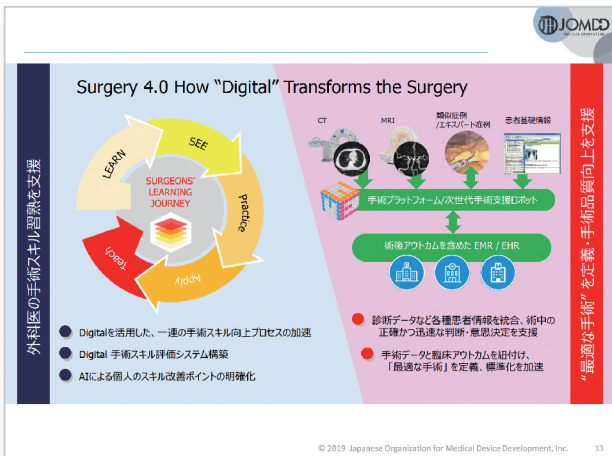 JOMDD
MEDICAL INNOVATIONS
Surgery 4.0 How “Digital” Transforms the Surgery
外科医の手術スキル習熟を支援
LEARN
SEE
Practice
Apply
Teach
SURGEONS'
LEARNING
JOURNEY
Digitalを活用した、一連の手術スキル向上プロセスの加速
Digital 手術スキル評価システム構築
AIによる個人のスキル改善ポイントの明確化
CT
MRI
類似症例
/エキスパート症例
患者基礎情報
手術プラットフォーム/次世代手術支援ロボット
術後アウトカムを含めた EMR / EHR
診断データなど各種患者情報を統合、術中の
正確かつ迅速な判断・意思決定を支援
手術データと臨床アウトカムを紐付け、
「最適な手術」を定義、標準化を加速
“最適な手術”を定義・手術品質向上を支援
© 2019 Japanese Organization for Medical Device Development, Inc.
13